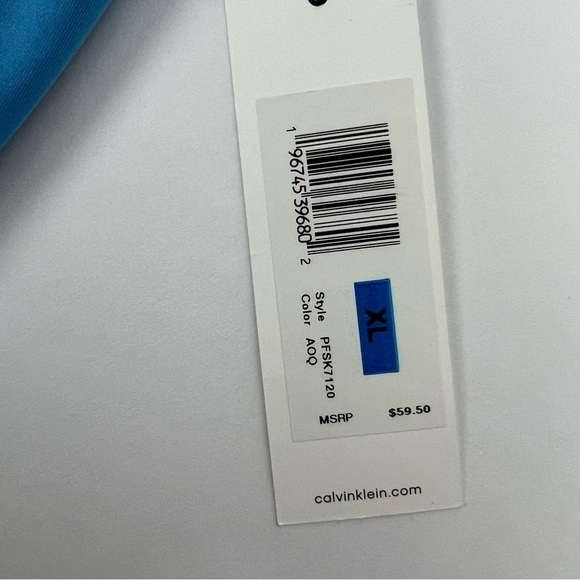 1 96745 39680 2
Style PFSK7120
Color AOQ
XL
MSRP $59.50
calvinklein.com